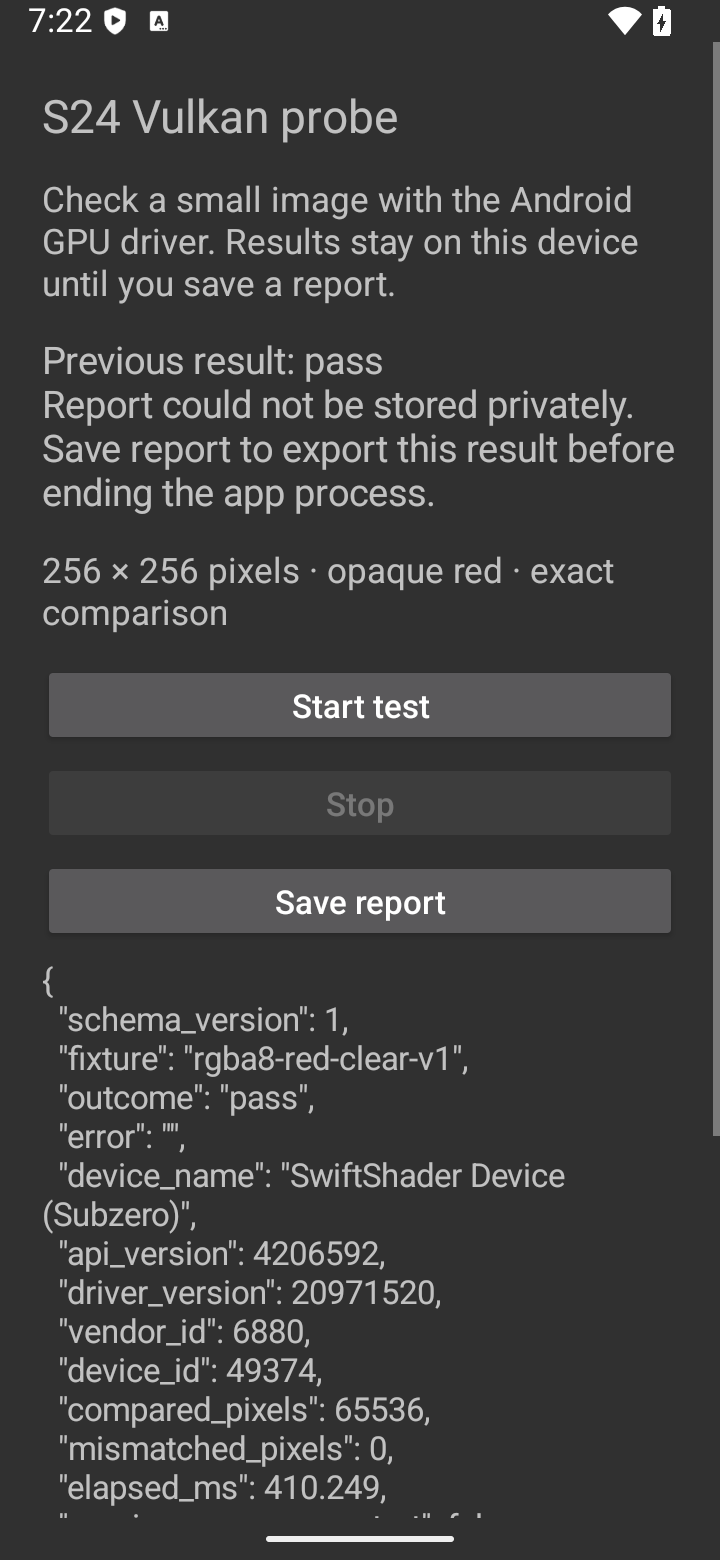 7:22
S24 Vulkan probe
Check a small image with the Android
GPU driver. Results stay on this device
until you save a report.
Previous result: pass
Report could not be stored privately.
Save report to export this result before
ending the app process.
256 × 256 pixels · opaque red · exact
comparison
Start test
Stop
Save report
{
"schema_version": 1,
"fixture": "rgba8-red-clear-v1",
"outcome": "pass",
"error": "",
"device_name": "SwiftShader Device
(Subzero)",
"api_version": 4206592,
"driver_version": 20971520,
"vendor_id": 6880,
"device_id": 49374,
"compared_pixels": 65536,
"mismatched_pixels": 0,
"elapsed_ms": 410.249,